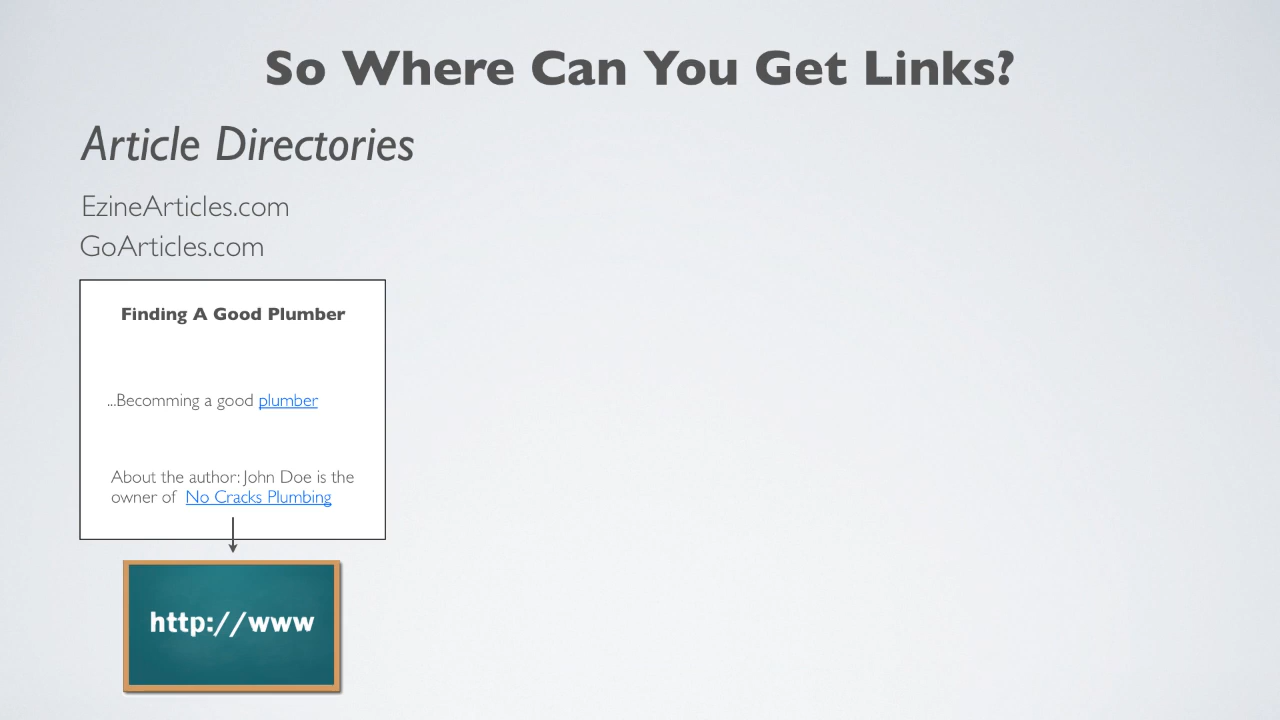 So Where Can You Get Links?
Article Directories
EzineArticles.com
GoArticles.com
Finding A Good Plumber
...Becomming a good plumber
About the author: John Doe is the
owner of No Cracks Plumbing
http://www